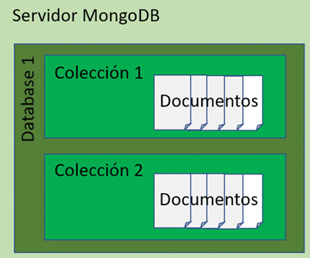 Servidor MongoDB
Database 1
Colección 1
Documentos
Colección 2
Documentos